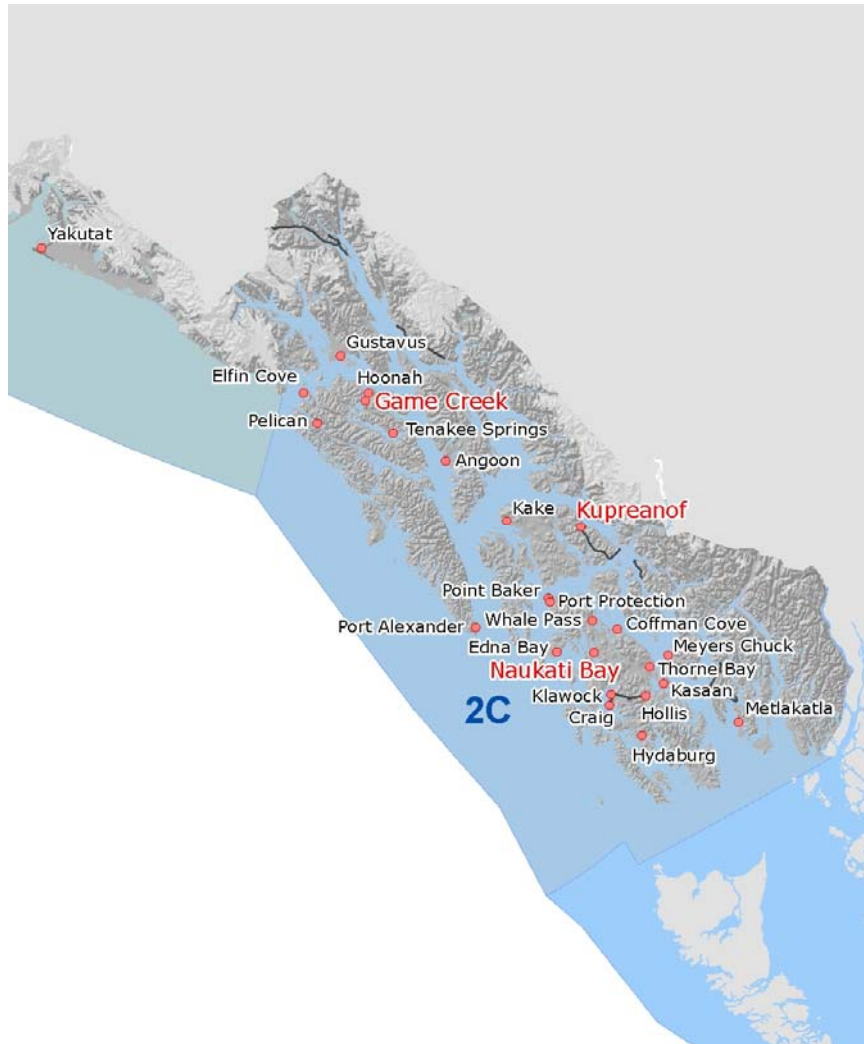 Yakutat
Gustavus
Elfin Cove
Hoonah
Game Creek
Pelican
Tenakee Springs
Angoon
Kake
Kupreanof
Point Baker
Port Protection
Whale Pass
Port Alexander
Coffman Cove
Edna Bay
Meyers Chuck
Naukati Bay
Thorne Bay
Kasaan
Klawock
2C
Craig
Hollis
Metlakatla
Hydaburg